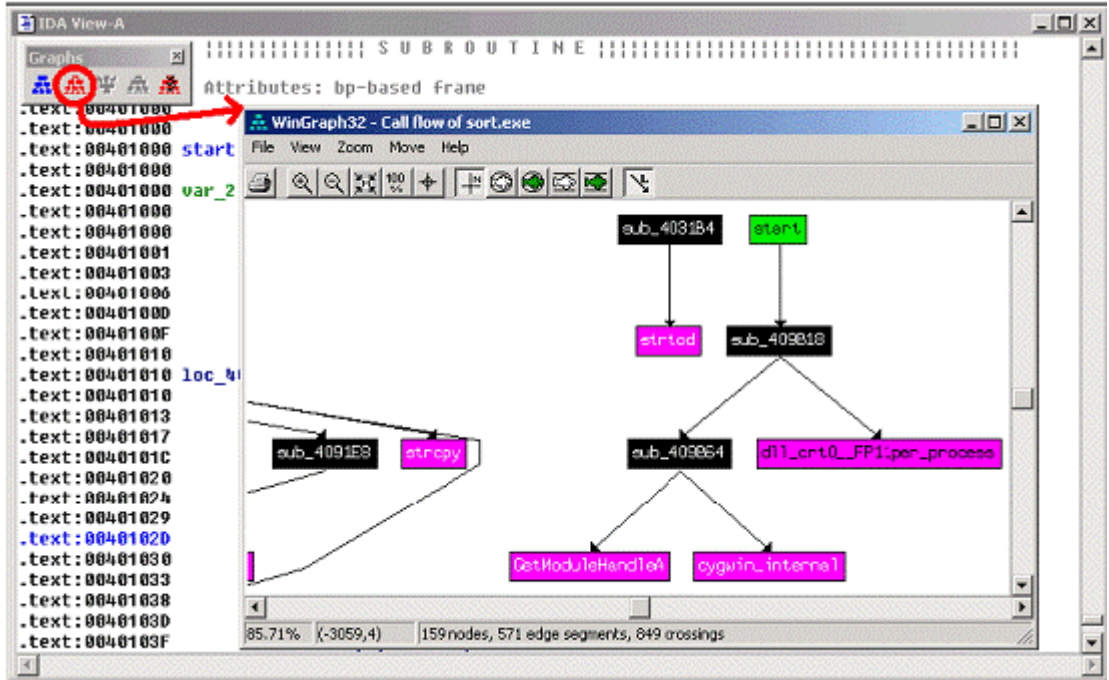 IDA View-A
Graphs
S U B R O U T I N E
Attributes: bp-based frame
.text:00401000
.text:00401000
.text:00401000 start
.text:00401000
.text:00401000 var_2
.text:00401000
.text:00401000
.text:00401001
.text:00401003
.text:00401006
.text:0040100D
.text:0040100F
.text:00401010
.text:00401010 loc_40
.text:00401010
.text:00401013
.text:00401017
.text:0040101C
.text:00401020
.text:00401024
.text:00401029
.text:0040102D
.text:00401030
.text:00401033
.text:00401038
.text:0040103D
.text:0040103F
WinGraph32 - Call flow of sort.exe
File View Zoom Move Help
100 %
N
sub_4031B4 start
strtod sub_409B18
sub_4091E8 strcpy sub_409B64 dll_crt0__FP11per_process
GetModuleHandleA cygwin_internal
85.71% (-3059,4) 159 nodes, 571 edge segments, 849 crossings